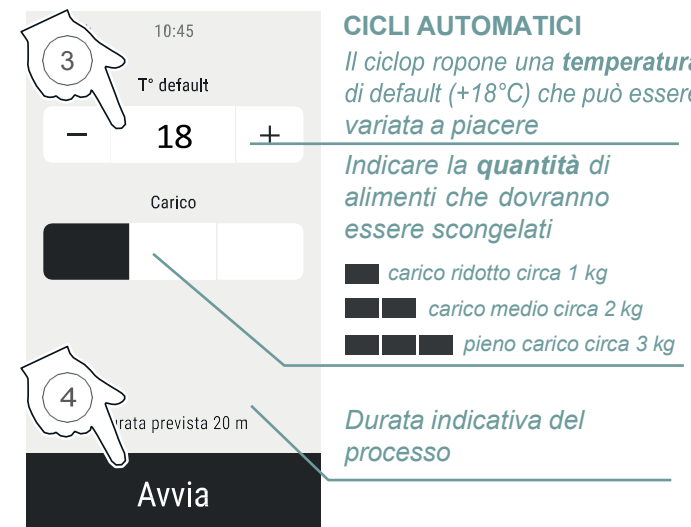 10:45
3
T° default
− 18 +
Carico
4
rata prevista 20 m
Avvia
CICLI AUTOMATICI
Il ciclop ropone una temperatura
di default (+18°C) che può essere
variata a piacere
Indicare la quantità di
alimenti che dovranno
essere scongelati
carico ridotto circa 1 kg
carico medio circa 2 kg
pieno carico circa 3 kg
Durata indicativa del
processo